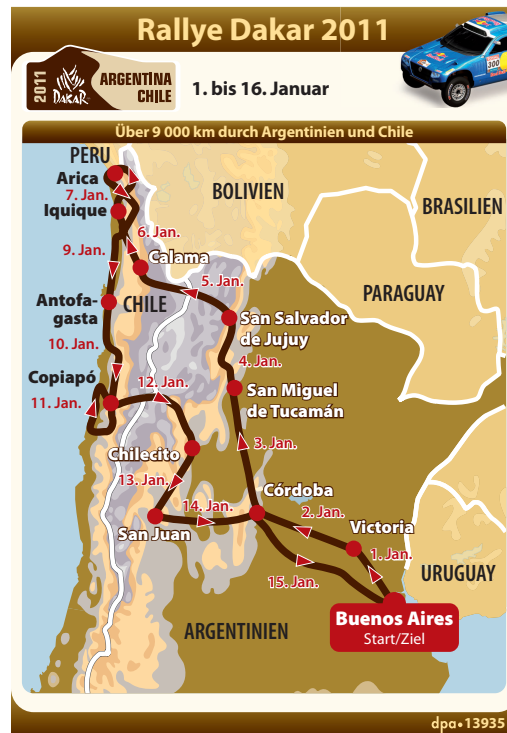 Rallye Dakar 2011
2011
DAKAR
ARGENTINA
CHILE
1. bis 16. Januar
300
Über 9 000 km durch Argentinien und Chile
PERU
Arica
7. Jan.
Iquique
BOLIVIEN
BRASILIEN
6. Jan.
9. Jan.
Calama
5. Jan.
PARAGUAY
Antofa-
gasta
CHILE
San Salvador
de Jujuy
10. Jan.
4. Jan.
Copiapó
12. Jan.
San Miguel
de Tucamán
11. Jan.
3. Jan.
Chilecito
13. Jan.
Córdoba
14. Jan.
2. Jan.
San Juan
Victoria
1. Jan.
15. Jan.
URUGUAY
Buenos Aires
Start/Ziel
ARGENTINIEN
dpa•13935